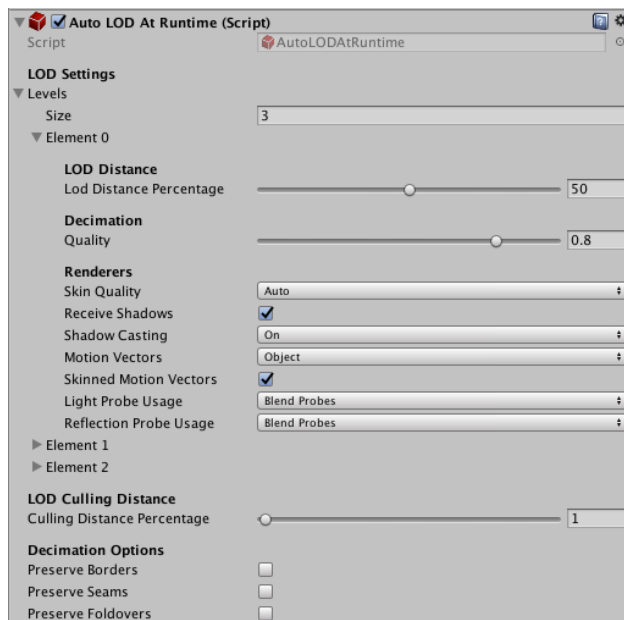 Auto LOD At Runtime (Script)
Script AutoLODAtRuntime
LOD Settings
Levels
Size 3
Element 0
LOD Distance
Lod Distance Percentage 50
Decimation
Quality 0.8
Renderers
Skin Quality Auto
Receive Shadows
Shadow Casting On
Motion Vectors Object
Skinned Motion Vectors
Light Probe Usage Blend Probes
Reflection Probe Usage Blend Probes
Element 1
Element 2
LOD Culling Distance
Culling Distance Percentage 1
Decimation Options
Preserve Borders
Preserve Seams
Preserve Foldovers